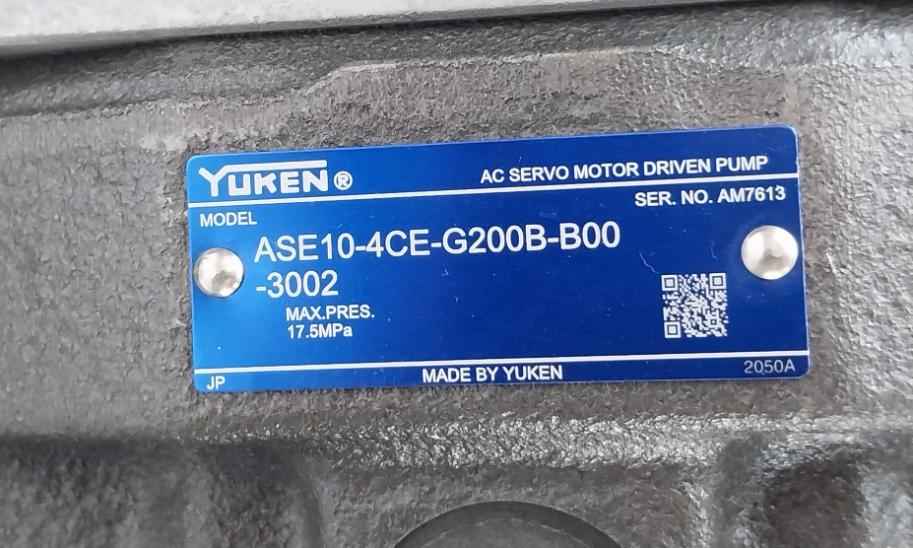 YUKEN® AC SERVO MOTOR DRIVEN PUMP
MODEL SER. NO. AM7613
ASE10-4CE-G200B-B00
-3002
MAX.PRES.
17.5MPa
JP MADE BY YUKEN 2050A